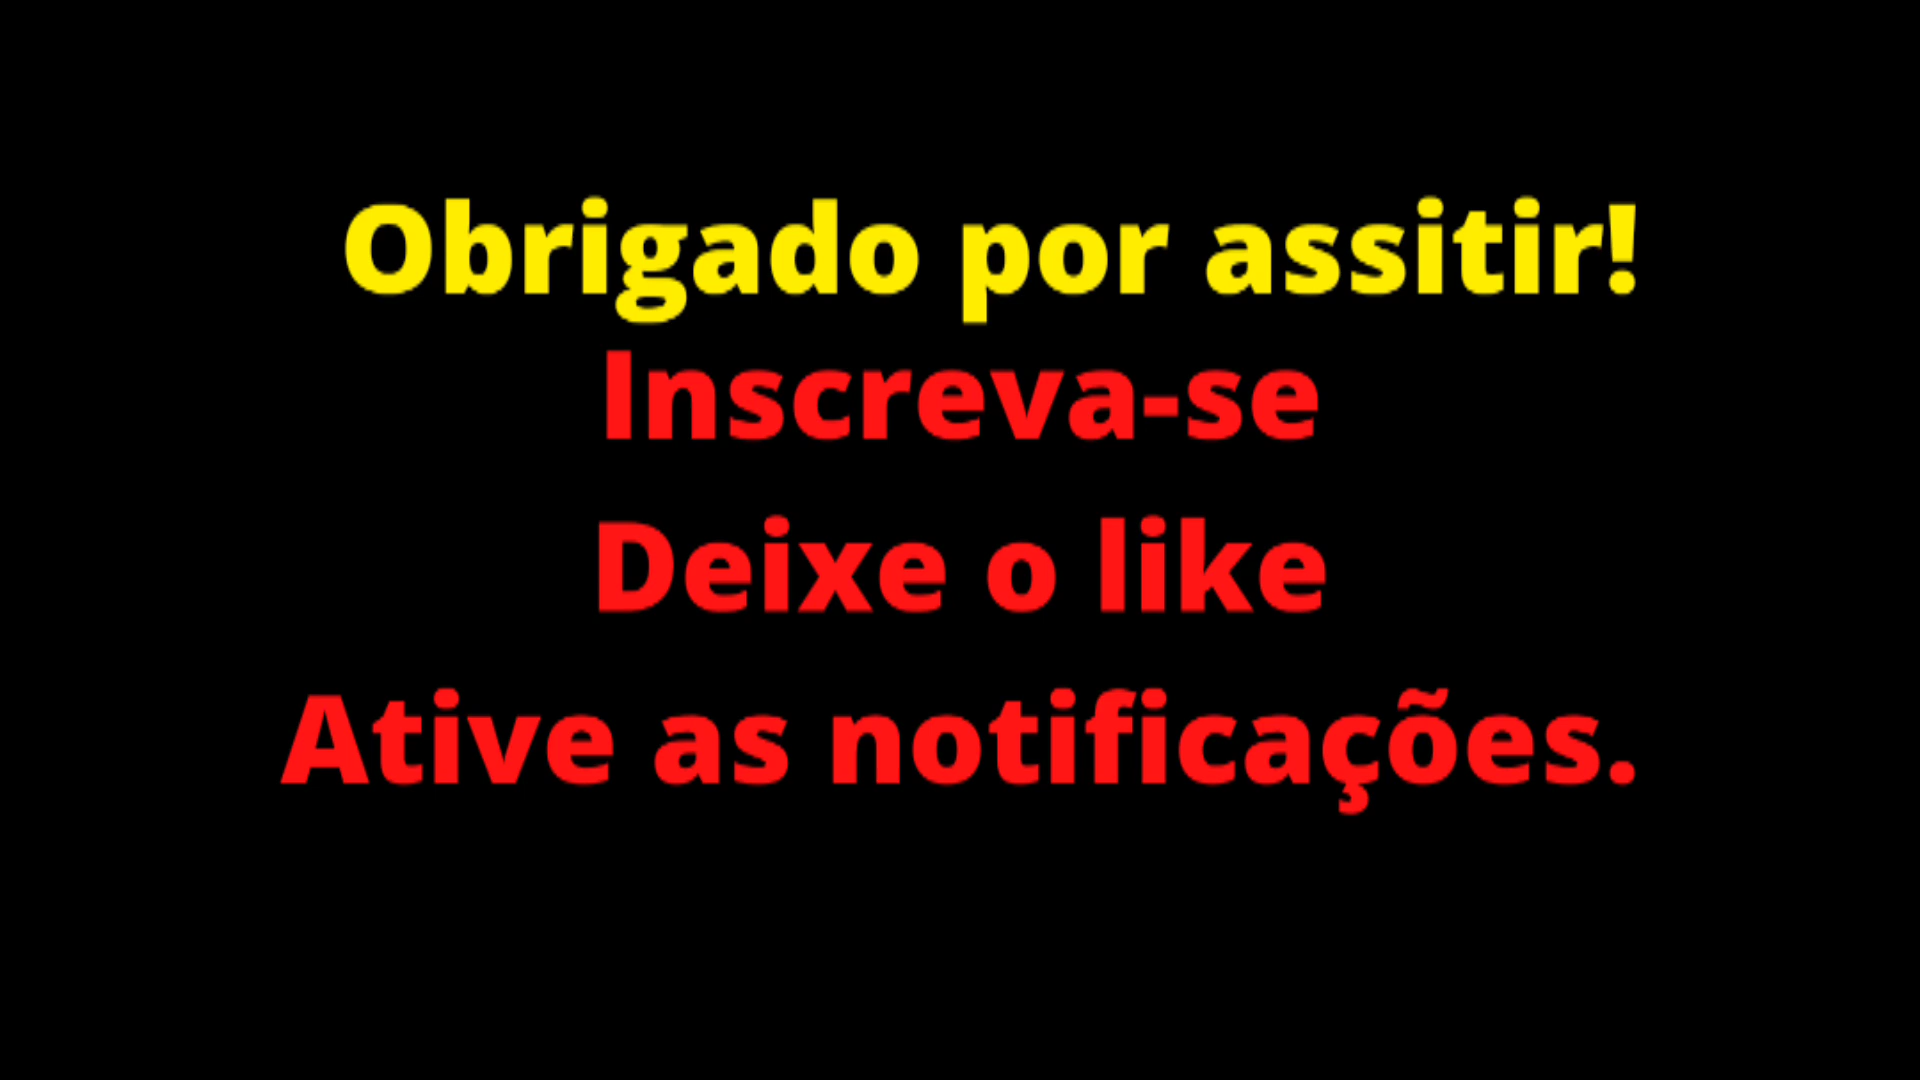 Obrigado por assitir!
Inscreva-se
Deixe o like
Ative as notificações.